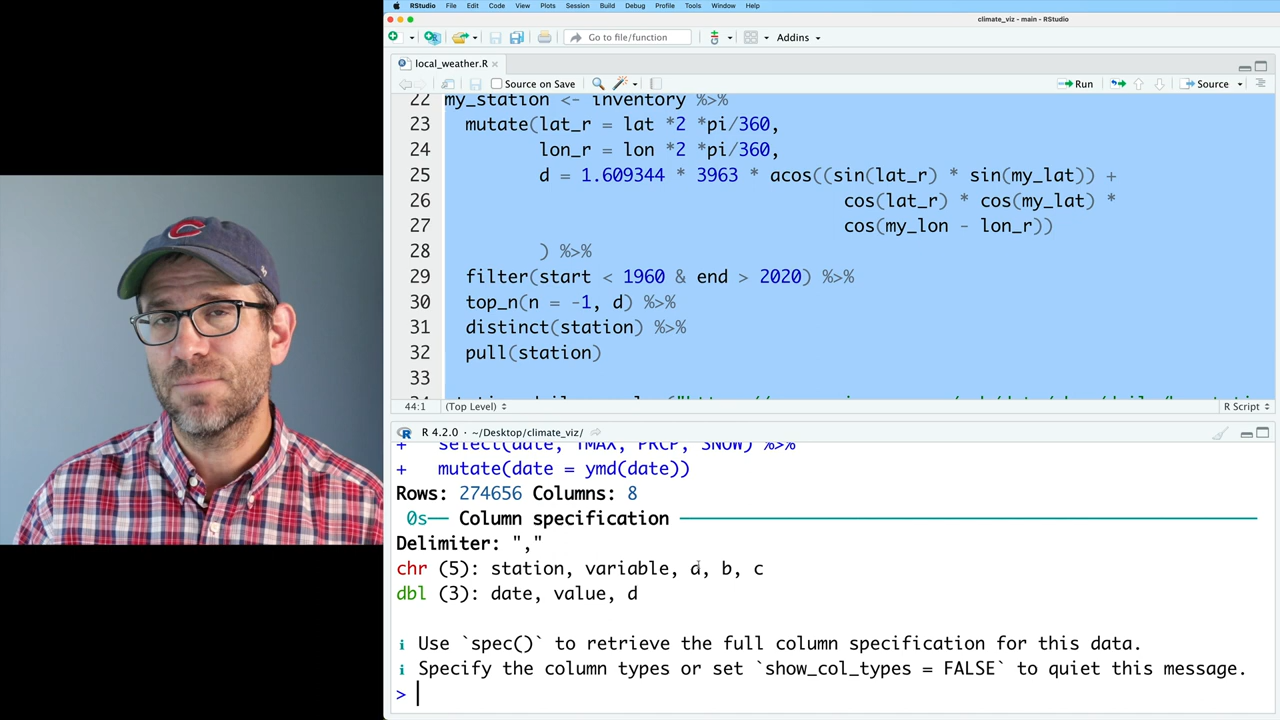 RStudio File Edit Code View Plots Session Build Debug Profile Tools Window Help
climate_viz - main - RStudio
Go to file/function Addins
local_weather.R
Source on Save Run Source
22 my_station <- inventory %>%
23 mutate(lat_r = lat *2 *pi/360,
24 lon_r = lon *2 *pi/360,
25 d = 1.609344 * 3963 * acos((sin(lat_r) * sin(my_lat)) +
26 cos(lat_r) * cos(my_lat) *
27 cos(my_lon - lon_r))
28 ) %>%
29 filter(start < 1960 & end > 2020) %>%
30 top_n(n = -1, d) %>%
31 distinct(station) %>%
32 pull(station)
33
44:1 (Top Level) R Script
R 4.2.0 · ~/Desktop/climate_viz/
+ select(date, TMAX, PRCP, SNOW) %>%
+ mutate(date = ymd(date))
Rows: 274656 Columns: 8
0s── Column specification
Delimiter: ","
chr (5): station, variable, a, b, c
dbl (3): date, value, d
i Use `spec()` to retrieve the full column specification for this data.
i Specify the column types or set `show_col_types = FALSE` to quiet this message.
>
C